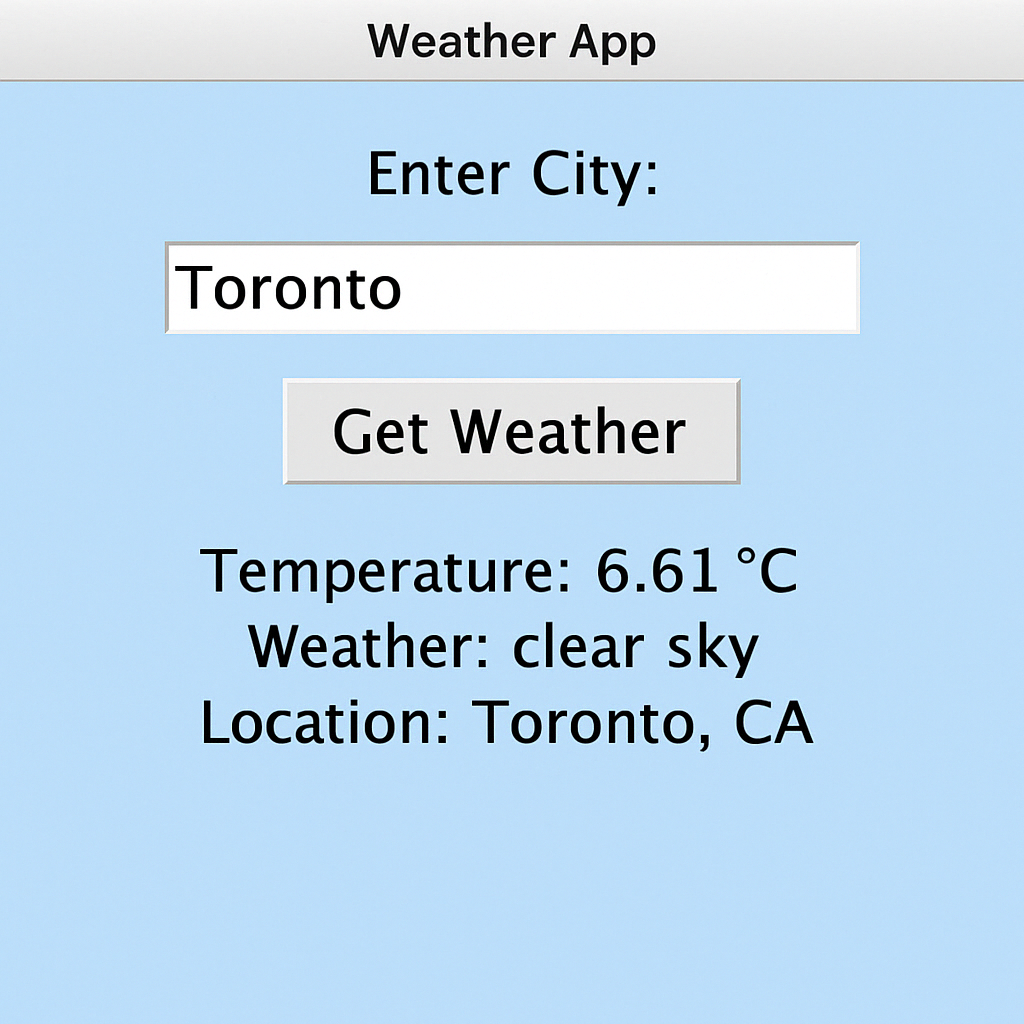 Weather App
Enter City:
Toronto
Get Weather
Temperature: 6.61 °C
Weather: clear sky
Location: Toronto, CA